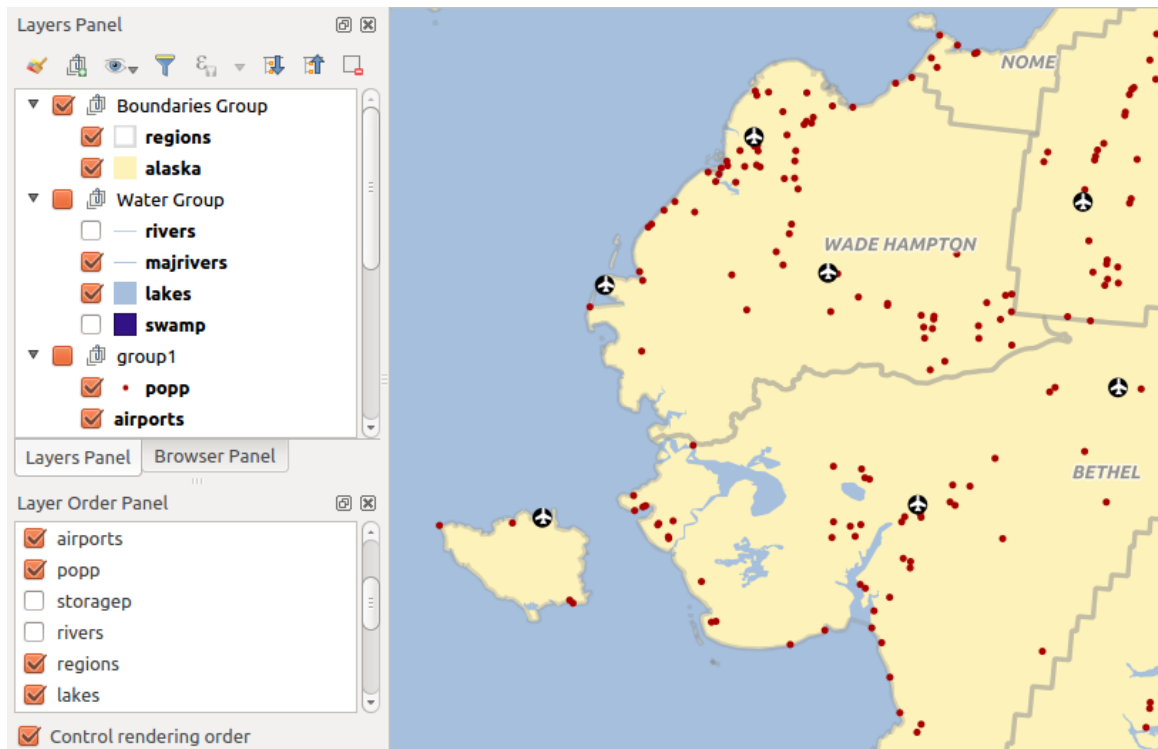 Layers Panel
Boundaries Group
regions
alaska
Water Group
rivers
majrivers
lakes
swamp
group1
popp
airports
Layers Panel
Browser Panel
Layer Order Panel
airports
popp
storagep
rivers
regions
lakes
Control rendering order
NOME
WADE HAMPTON
BETHEL